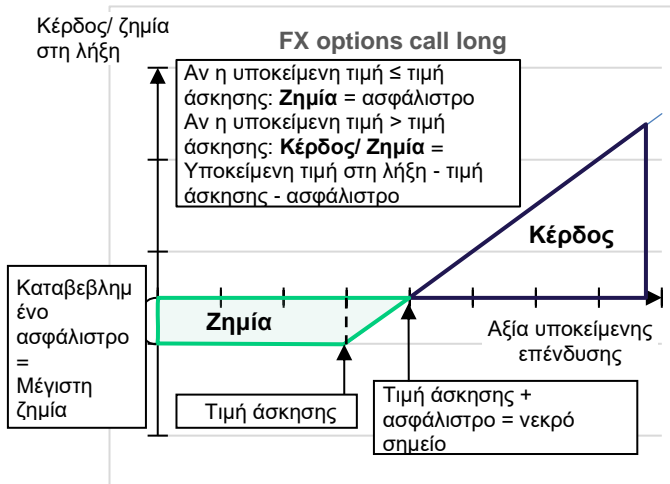 Κέρδος/ ζημία
στη λήξη
FX options call long
Αν η υποκείμενη τιμή ≤ τιμή
άσκησης: Ζημία = ασφάλιστρο
Αν η υποκείμενη τιμή > τιμή
άσκησης: Κέρδος/ Ζημία =
Υποκείμενη τιμή στη λήξη - τιμή
άσκησης - ασφάλιστρο
Κέρδος
Καταβεβλημ
ένο
ασφάλιστρο
=
Μέγιστη
ζημία
Ζημία
Αξία υποκείμενης
επένδυσης
Τιμή άσκησης
Τιμή άσκησης +
ασφάλιστρο = νεκρό
σημείο